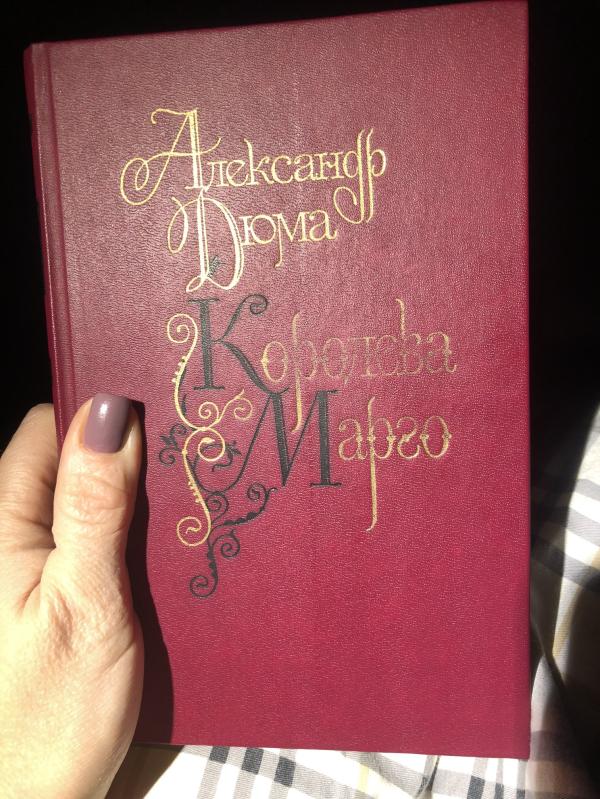 Александр
Дюма
Королева
Марго